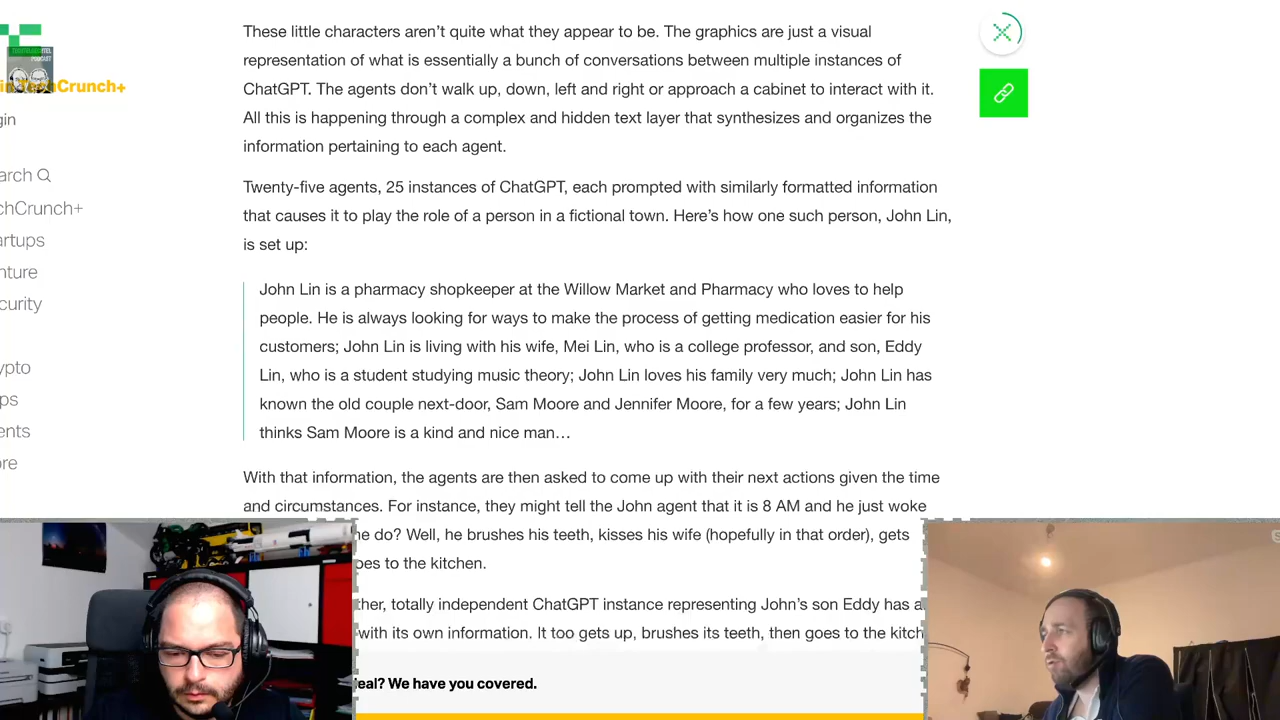 These little characters aren't quite what they appear to be. The graphics are just a visual
representation of what is essentially a bunch of conversations between multiple instances of
ChatGPT. The agents don't walk up, down, left and right or approach a cabinet to interact with it.
All this is happening through a complex and hidden text layer that synthesizes and organizes the
information pertaining to each agent.
Twenty-five agents, 25 instances of ChatGPT, each prompted with similarly formatted information
that causes it to play the role of a person in a fictional town. Here's how one such person, John Lin,
is set up:
John Lin is a pharmacy shopkeeper at the Willow Market and Pharmacy who loves to help
people. He is always looking for ways to make the process of getting medication easier for his
customers; John Lin is living with his wife, Mei Lin, who is a college professor, and son, Eddy
Lin, who is a student studying music theory; John Lin loves his family very much; John Lin has
known the old couple next-door, Sam Moore and Jennifer Moore, for a few years; John Lin
thinks Sam Moore is a kind and nice man…
With that information, the agents are then asked to come up with their next actions given the time
and circumstances. For instance, they might tell the John agent that it is 8 AM and he just woke
he do? Well, he brushes his teeth, kisses his wife (hopefully in that order), gets
oes to the kitchen.
ther, totally independent ChatGPT instance representing John's son Eddy has a
with its own information. It too gets up, brushes its teeth, then goes to the kitch
eal? We have you covered.
PODCAST
in TechCrunch+
gin
arch
chCrunch+
artups
nture
curity
ypto
ps
ents
ore